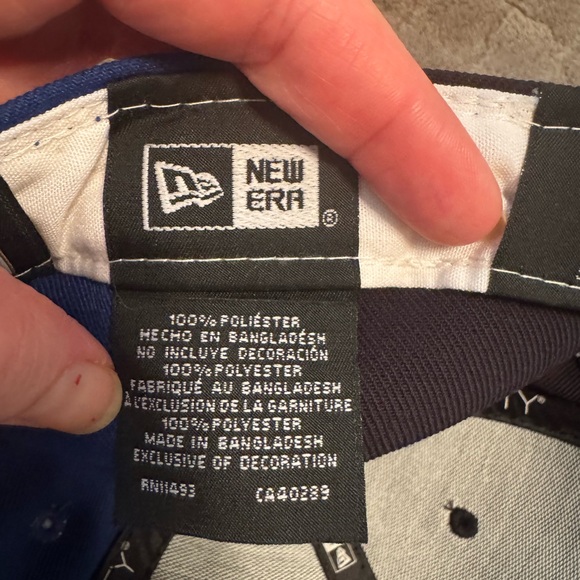 NEW
ERA®
100% POLIÉSTER
HECHO EN BANGLADÉSH
NO INCLUYE DECORACIÓN
100% POLYESTER
FABRIQUÉ AU BANGLADESH
À L'EXCLUSION DE LA GARNITURE
100% POLYESTER
MADE IN BANGLADESH
EXCLUSIVE OF DECORATION
RN11493 CA40289